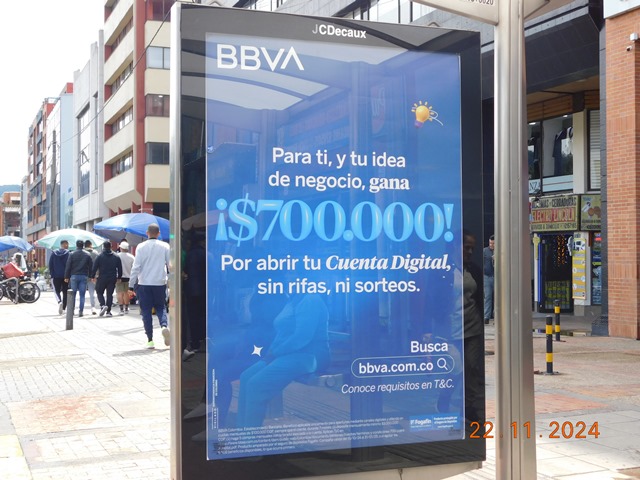 JCDecaux
BBVA
Para ti, y tu idea
de negocio, gana
¡$700.000!
Por abrir tu Cuenta Digital,
sin rifas, ni sorteos.
Busca
bbva.com.co
Conoce requisitos en T&C.
22 11 2024